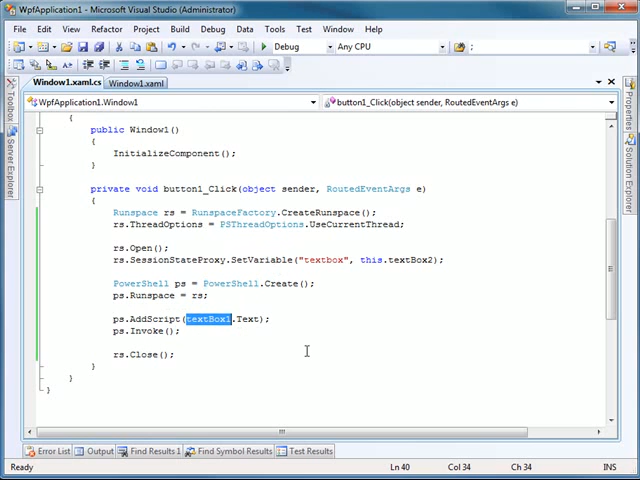 WpfApplication1 - Microsoft Visual Studio (Administrator)
File Edit View Refactor Project Build Debug Data Tools Test Window Help
Debug Any CPU ;
Window1.xaml.cs Window1.xaml
WpfApplication1.Window1 button1_Click(object sender, RoutedEventArgs e)
Toolbox
Server Explorer
Properties
Solution Explorer
{
public Window1()
{
InitializeComponent();
}
private void button1_Click(object sender, RoutedEventArgs e)
{
Runspace rs = RunspaceFactory.CreateRunspace();
rs.ThreadOptions = PSThreadOptions.UseCurrentThread;
rs.Open();
rs.SessionStateProxy.SetVariable("textbox", this.textBox2);
PowerShell ps = PowerShell.Create();
ps.Runspace = rs;
ps.AddScript(textBox1.Text);
ps.Invoke();
rs.Close();
}
}
}
Error List Output Find Results 1 Find Symbol Results Test Results
Ready Ln 40 Col 34 Ch 34 INS